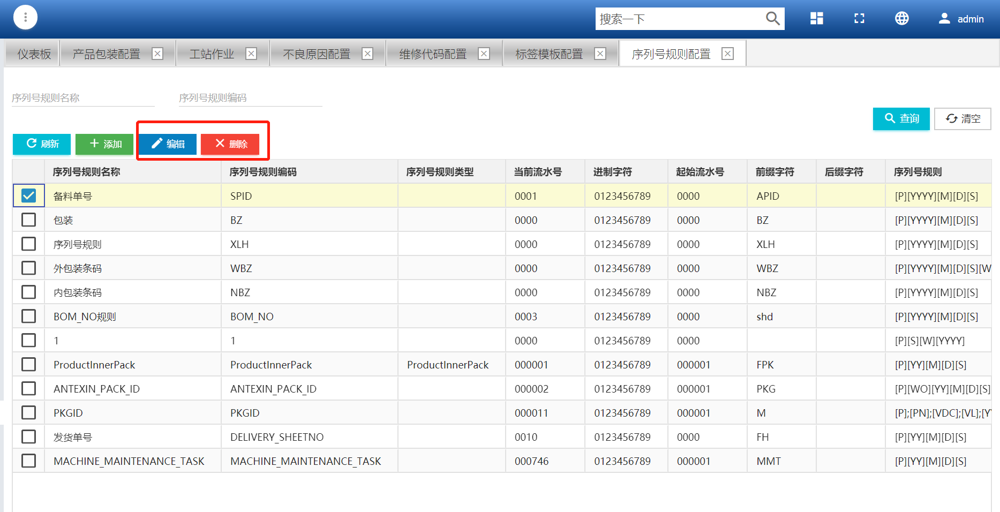 搜索一下 admin
仪表板 产品包装配置 工站作业 不良原因配置 维修代码配置 标签模板配置 序列号规则配置
序列号规则名称 序列号规则编码
查询 清空
刷新 添加 编辑 删除
序列号规则名称 序列号规则编码 序列号规则类型 当前流水号 进制字符 起始流水号 前缀字符 后缀字符 序列号规则
备料单号 SPID 0001 0123456789 0000 APID [P][YYYY][M][D][S]
包装 BZ 0000 0123456789 0000 BZ [P][YYYY][M][D][S]
序列号规则 XLH 0000 0123456789 0000 XLH [P][YYYY][M][D][S]
外包装条码 WBZ 0000 0123456789 0000 WBZ [P][YYYY][M][D][S][W
内包装条码 NBZ 0000 0123456789 0000 NBZ [P][YYYY][M][D][S]
BOM_NO规则 BOM_NO 0003 0123456789 0000 shd [P][YYYY][M][D][S]
1 1 0000 0123456789 0000 [P][S][W][YYYY]
ProductInnerPack ProductInnerPack ProductInnerPack 000001 0123456789 000001 FPK [P][YY][M][D][S]
ANTEXIN_PACK_ID ANTEXIN_PACK_ID 000002 0123456789 000001 PKG [P][WO][YY][M][D][S]
PKGID PKGID 000011 0123456789 000001 M [P];[PN];[VDC];[VL];[Y
发货单号 DELIVERY_SHEETNO 0010 0123456789 0000 FH [P][YY][M][D][S]
MACHINE_MAINTENANCE_TASK MACHINE_MAINTENANCE_TASK 000746 0123456789 000001 MMT [P][YY][M][D][S]